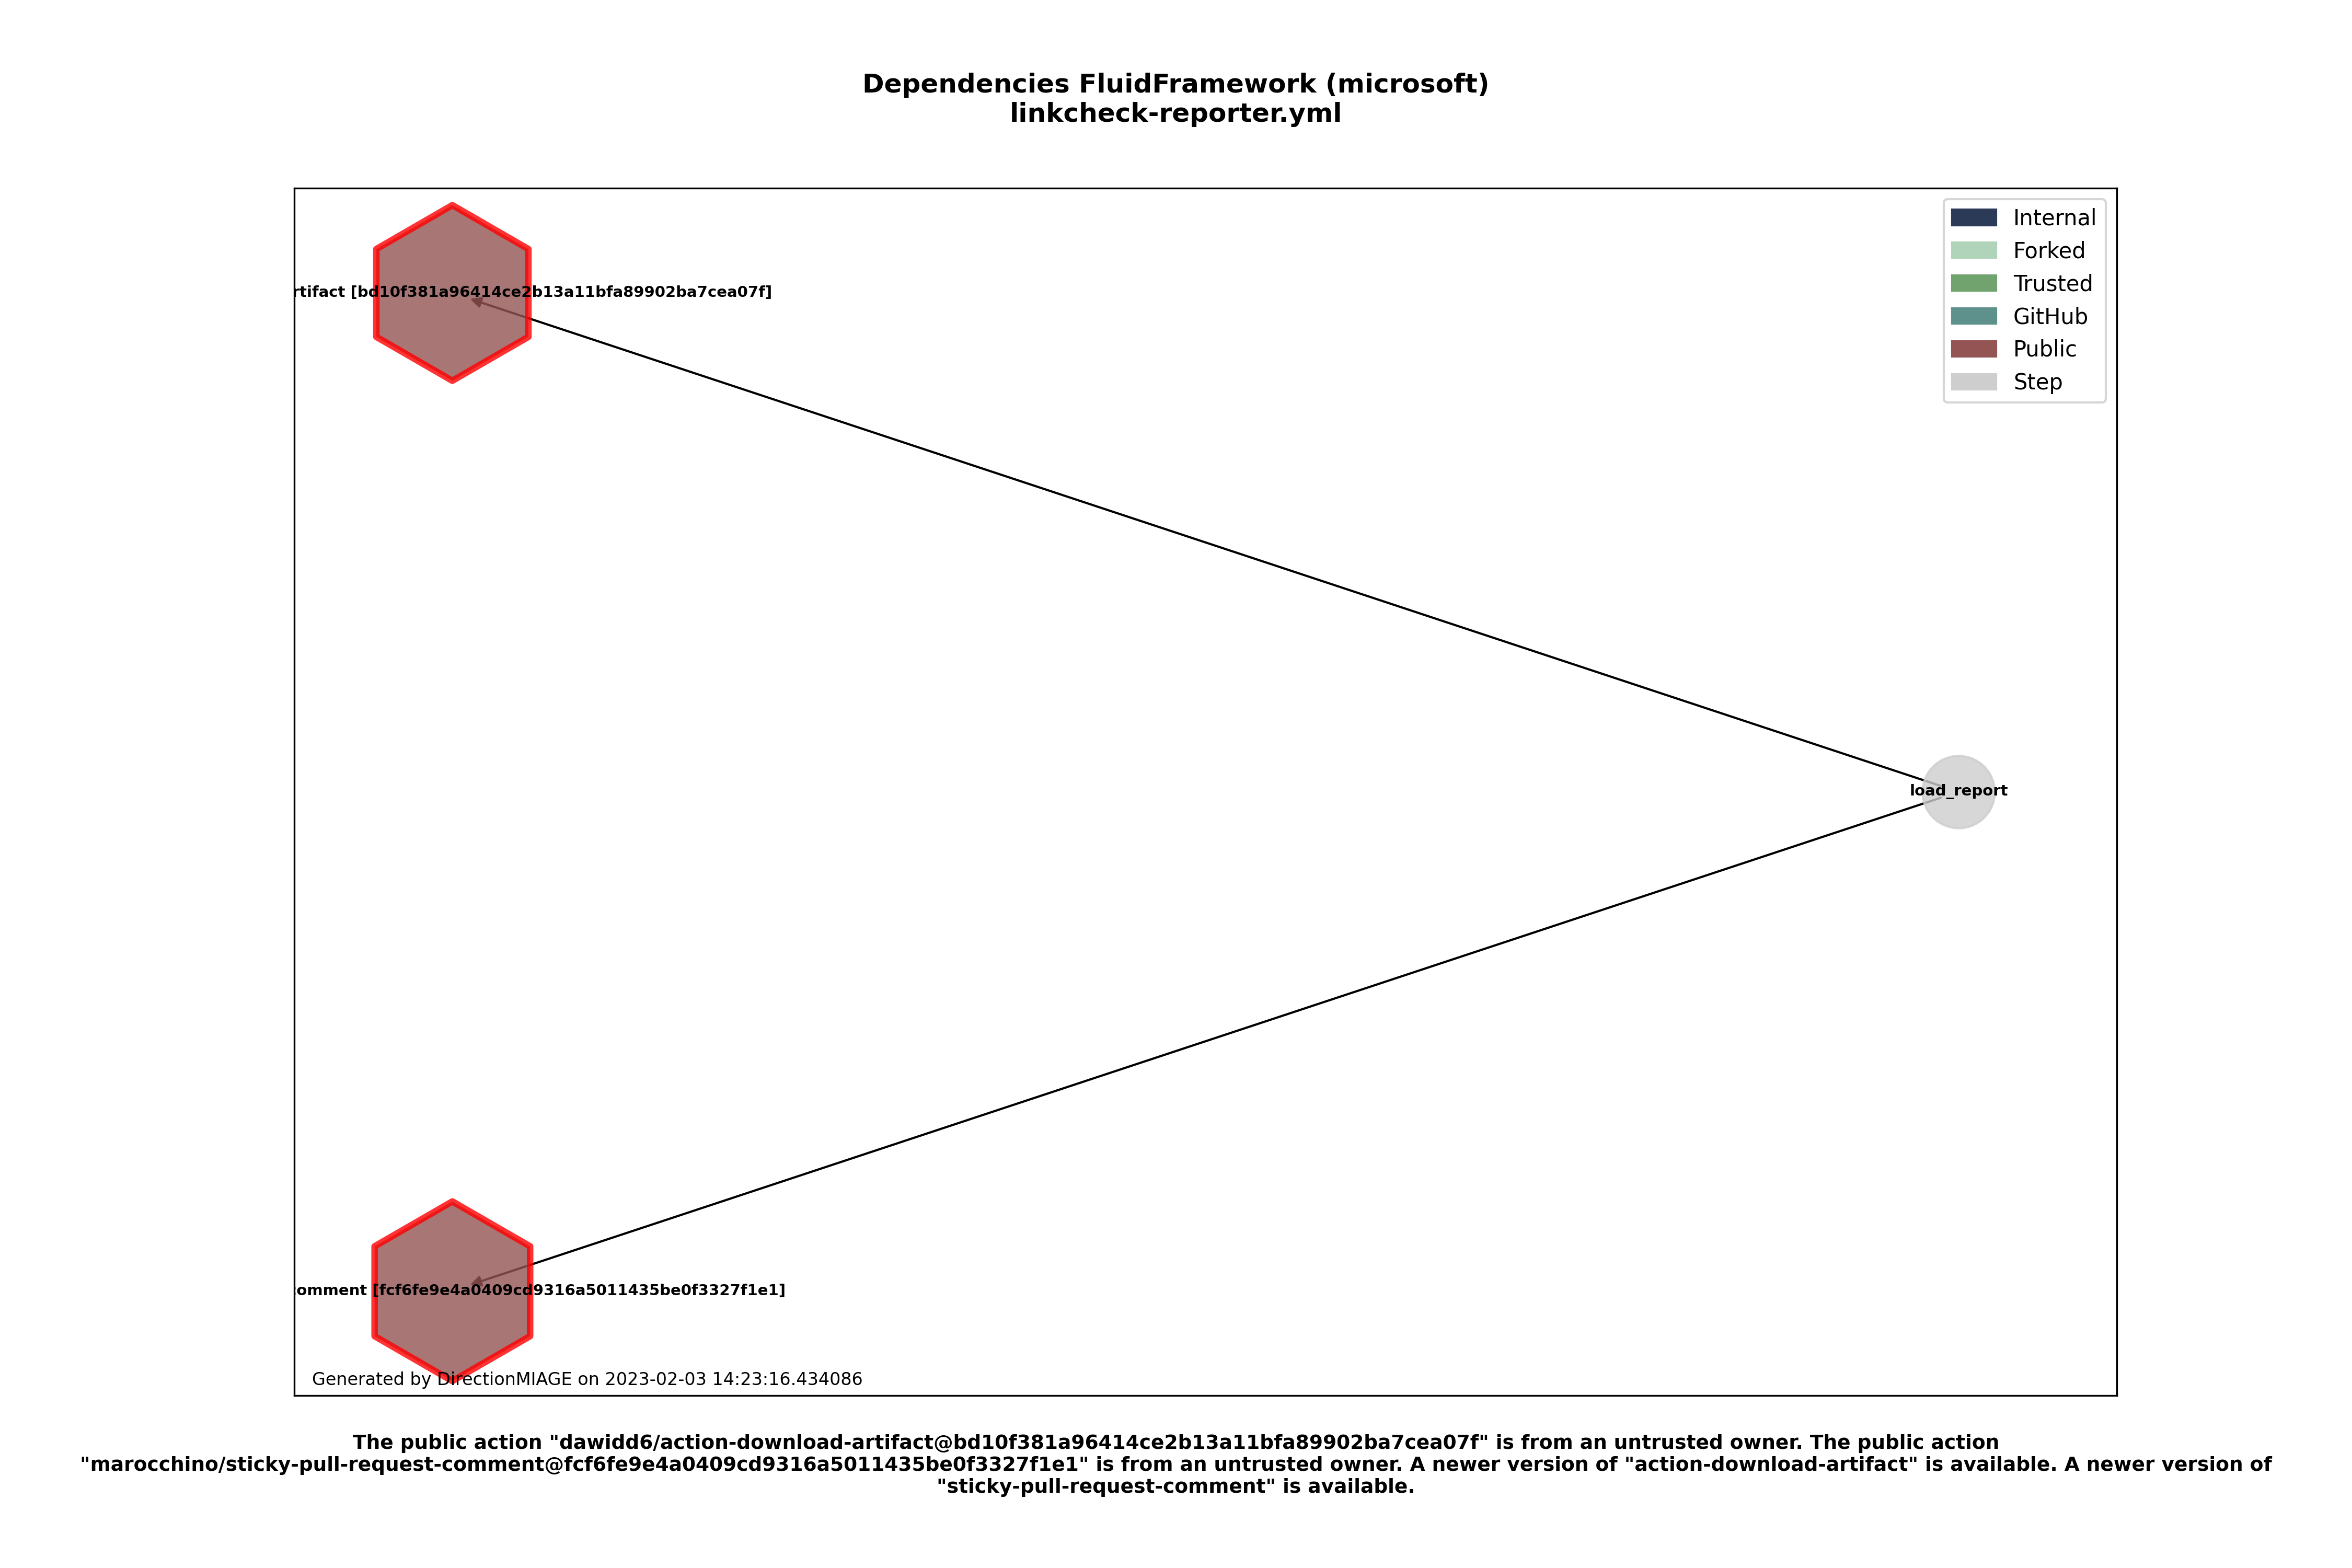 Dependencies FluidFramework (microsoft)
linkcheck-reporter.yml
Internal
Forked
Trusted
GitHub
Public
Step
rtifact [bd10f381a96414ce2b13a11bfa89902ba7cea07f]
load_report
omment [fcf6fe9e4a0409cd9316a5011435be0f3327f1e1]
Generated by DirectionMIAGE on 2023-02-03 14:23:16.434086
The public action "dawidd6/action-download-artifact@bd10f381a96414ce2b13a11bfa89902ba7cea07f" is from an untrusted owner. The public action
"marocchino/sticky-pull-request-comment@fcf6fe9e4a0409cd9316a5011435be0f3327f1e1" is from an untrusted owner. A newer version of "action-download-artifact" is available. A newer version of
"sticky-pull-request-comment" is available.